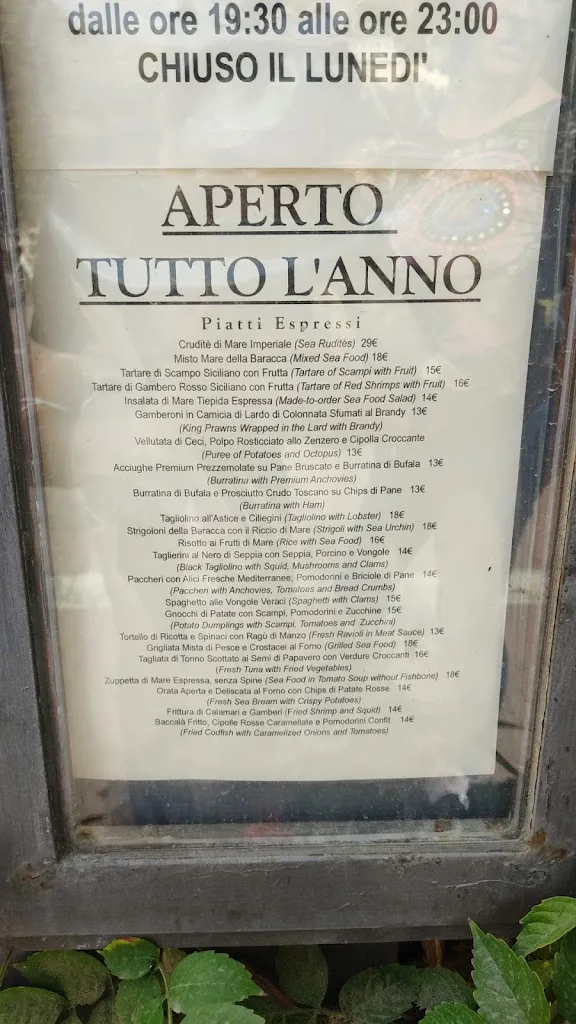 dalle ore 19:30 alle ore 23:00
CHIUSO IL LUNEDI'
APERTO
TUTTO L'ANNO
Piatti Espressi
Cruditè di Mare Imperiale (Sea Rudités) 29€
Misto Mare della Baracca (Mixed Sea Food) 18€
Tartare di Scampo Siciliano con Frutta (Tartare of Scampi with Fruit) 15€
Tartare di Gambero Rosso Siciliano con Frutta (Tartare of Red Shrimps with Fruit) 16€
Insalata di Mare Tiepida Espressa (Made-to-order Sea Food Salad) 14€
Gamberoni in Camicia di Lardo di Colonnata Sfumati al Brandy 13€
(King Prawns Wrapped in the Lard with Brandy)
Vellutata di Ceci, Polpo Rosticciato allo Zenzero e Cipolla Croccante
(Puree of Potatoes and Octopus) 13€
Acciughe Premium Prezzemolate su Pane Bruscato e Burratina di Bufala 13€
(Burratina with Premium Anchovies)
Burratina di Bufala e Prosciutto Crudo Toscano su Chips di Pane 13€
(Burratina with Ham)
Tagliolino all'Astice e Ciliegini (Tagliolino with Lobster) 18€
Strigoloni della Baracca con il Riccio di Mare (Strigoli with Sea Urchin) 18€
Risotto ai Frutti di Mare (Rice with Sea Food) 16€
Taglierini al Nero di Seppia con Seppia, Porcino e Vongole 14€
(Black Tagliolino with Squid, Mushrooms and Clams)
Paccheri con Alici Fresche Mediterranee, Pomodorini e Briciole di Pane 14€
(Paccheri with Anchovies, Tomatoes and Bread Crumbs)
Spaghetto alle Vongole Veraci (Spaghetti with Clams) 15€
Gnocchi di Patate con Scampi, Pomodorini e Zucchine 15€
(Potato Dumplings with Scampi, Tomatoes and Zucchini)
Tortello di Ricotta e Spinaci con Ragù di Manzo (Fresh Ravioli in Meat Sauce) 13€
Grigliata Mista di Pesce e Crostacei al Forno (Grilled Sea Food) 18€
Tagliata di Tonno Scottato ai Semi di Papavero con Verdure Croccanti 16€
(Fresh Tuna with Fried Vegetables)
Zuppetta di Mare Espressa, senza Spine (Sea Food in Tomato Soup without Fishbone) 18€
Orata Aperta e Deliscata al Forno con Chips di Patate Rosse 14€
(Fresh Sea Bream with Crispy Potatoes)
Frittura di Calamari e Gamberi (Fried Shrimp and Squid) 14€
Baccalà Fritto, Cipolle Rosse Caramellate e Pomodorini Confit 14€
(Fried Codfish with Caramelized Onions and Tomatoes)